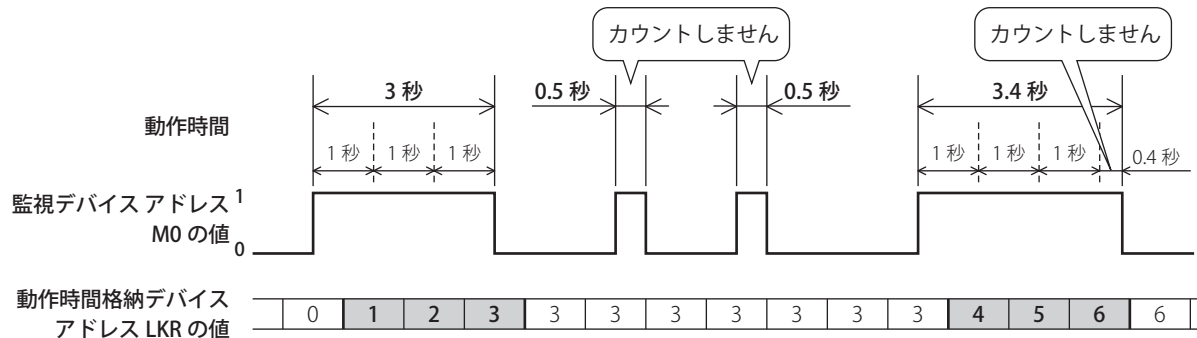 カウントしません
カウントしません
3 秒
0.5 秒
0.5 秒
3.4 秒
動作時間
1 秒
1 秒
1 秒
1 秒
1 秒
1 秒
0.4 秒
監視デバイス アドレス
M0 の値
1
0
動作時間格納デバイス
アドレス LKR の値
0 1 2 3 3 3 3 3 3 3 3 4 5 6 6